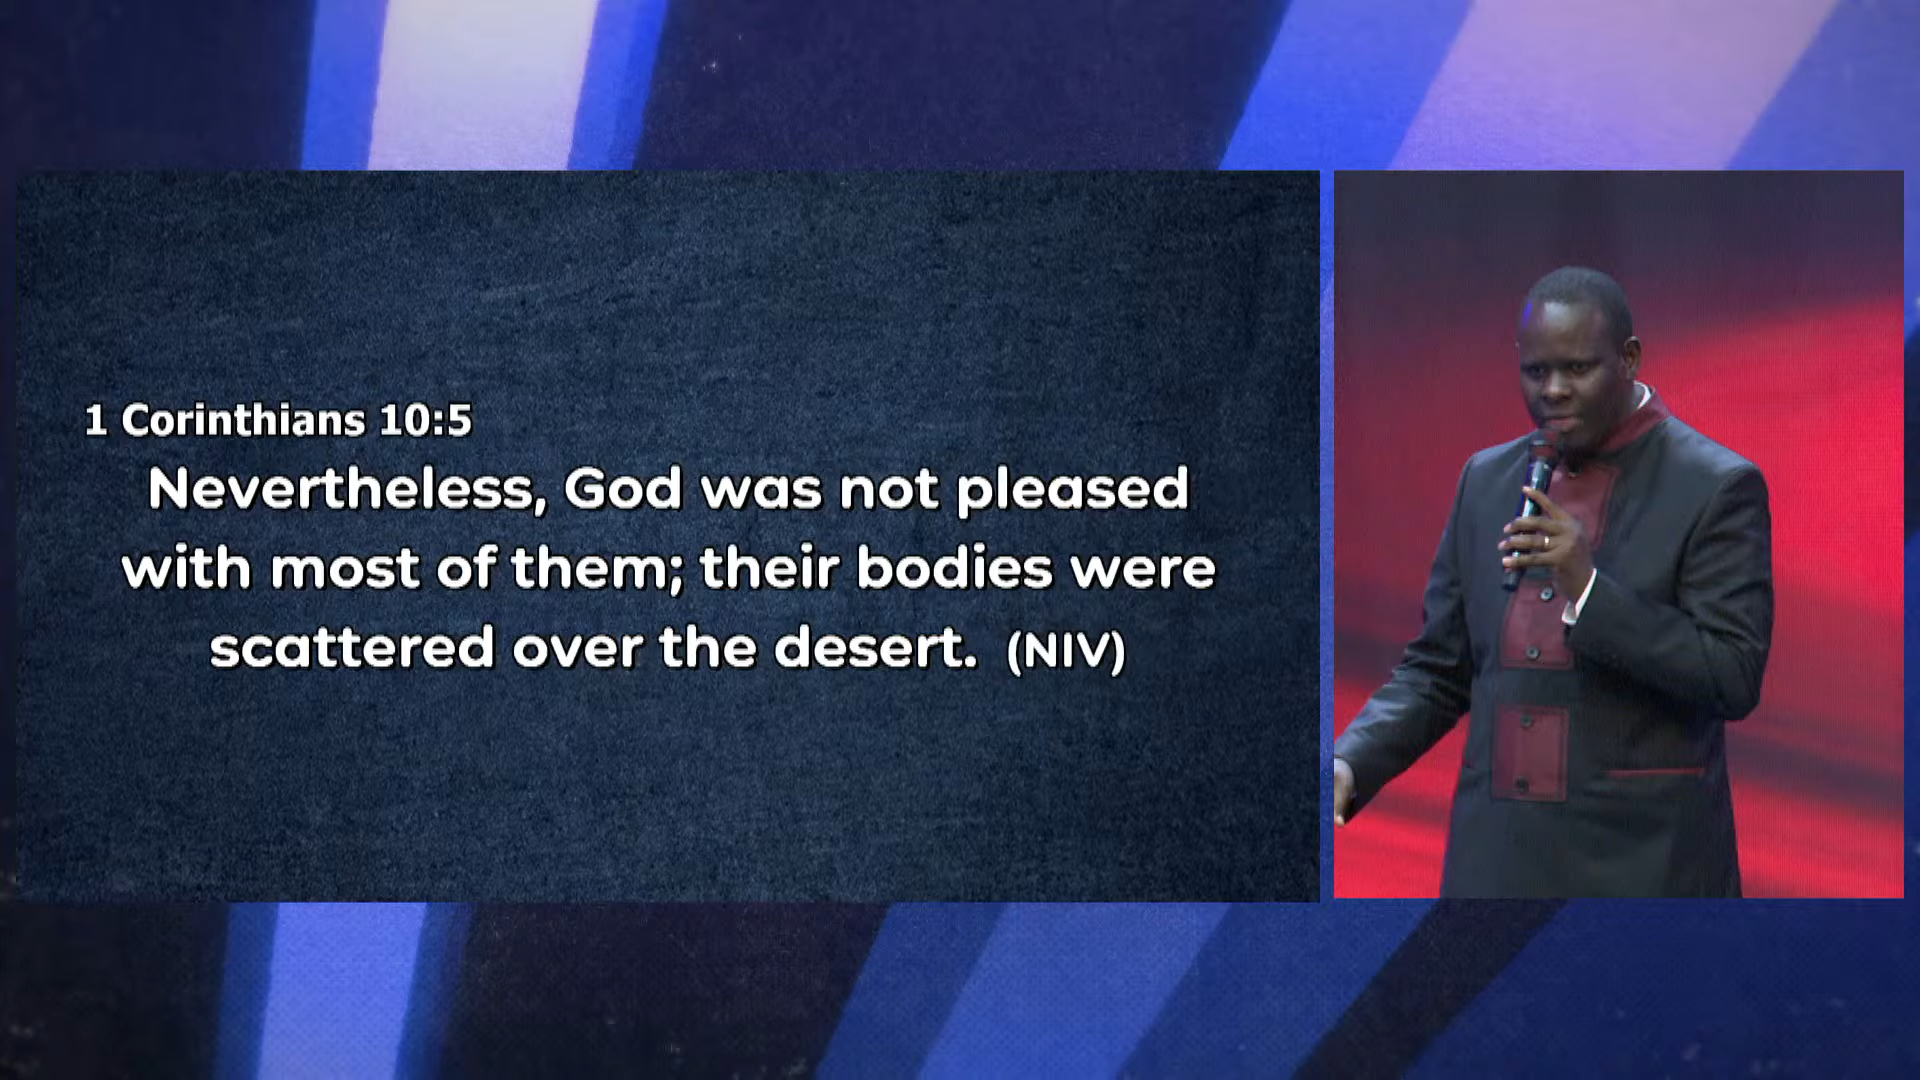 1 Corinthians 10:5
Nevertheless, God was not pleased
with most of them; their bodies were
scattered over the desert. (NIV)